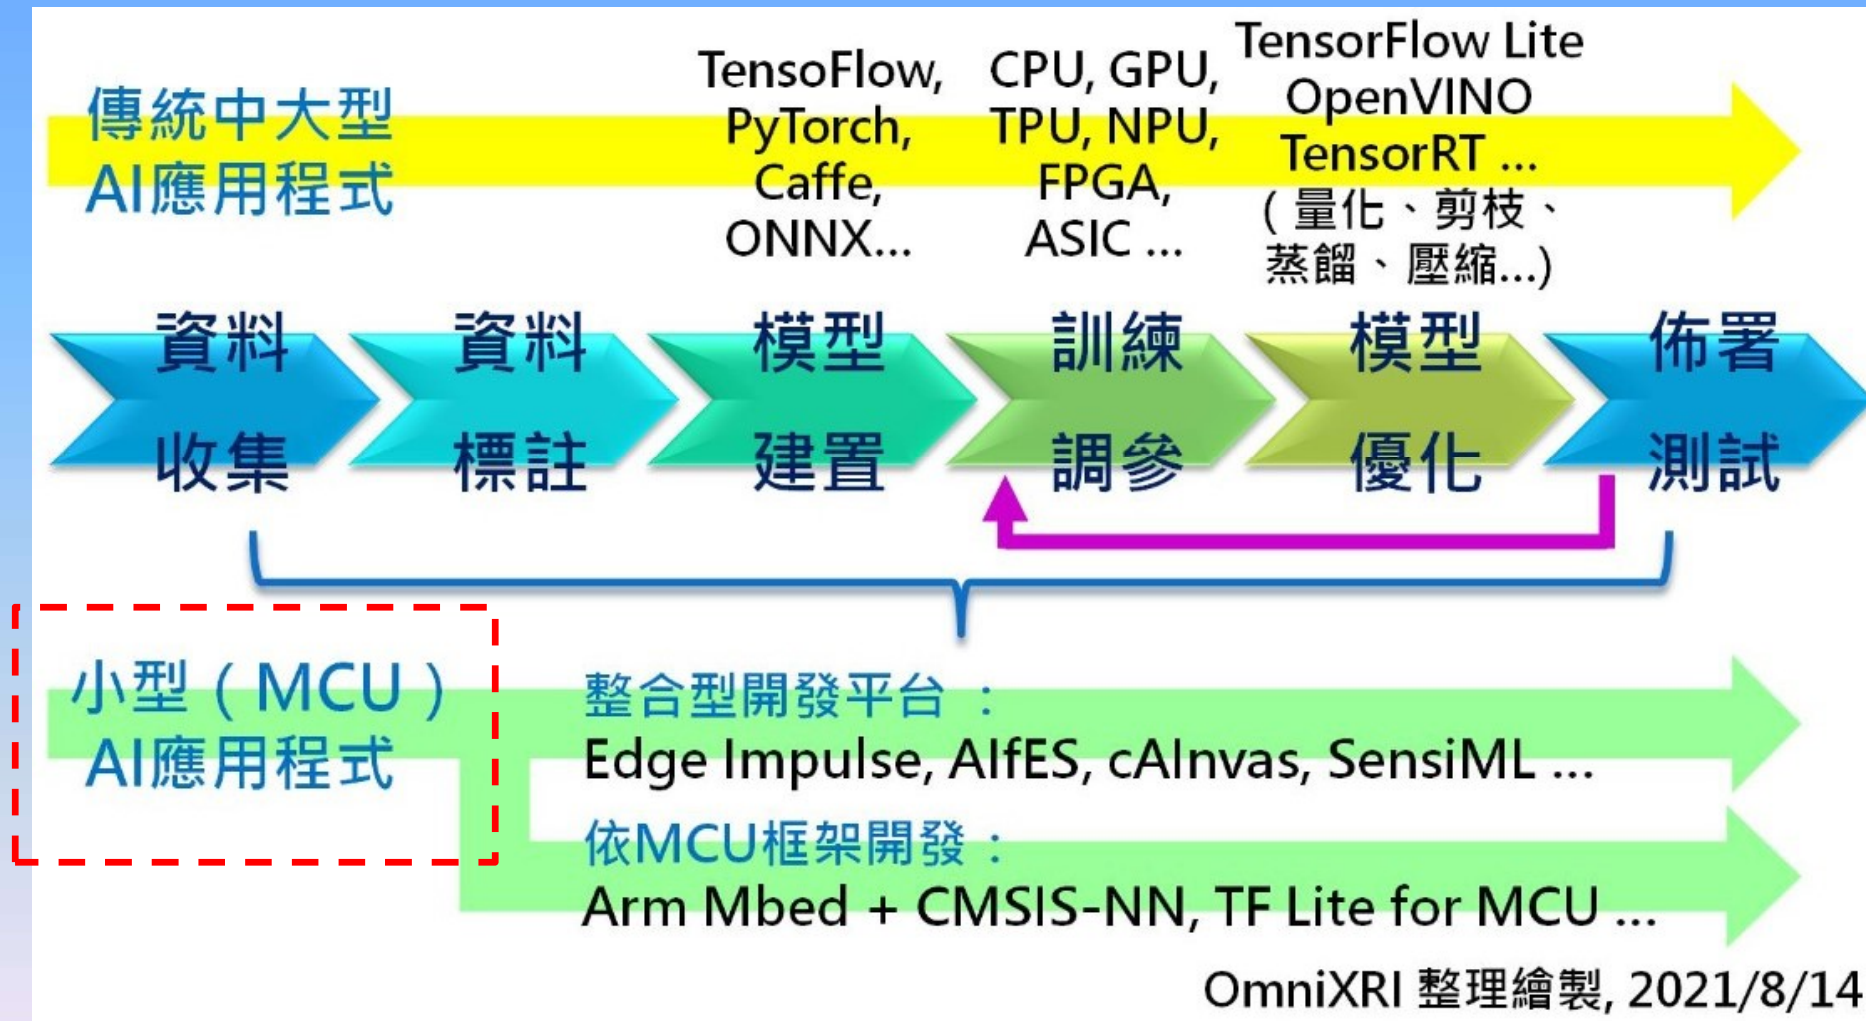 傳統中大型
AI應用程式
TensoFlow,
PyTorch,
Caffe,
ONNX...
CPU, GPU,
TPU, NPU,
FPGA,
ASIC ...
TensorFlow Lite
OpenVINO
TensorRT ...
( 量化、剪枝、
蒸餾、壓縮...)
資料
收集
資料
標註
模型
建置
訓練
調參
模型
優化
佈署
測試
小型（MCU）
AI應用程式
整合型開發平台 ：
Edge Impulse, AIfES, cAInvas, SensiML ...
依MCU框架開發：
Arm Mbed + CMSIS-NN, TF Lite for MCU ...
OmniXRI 整理繪製, 2021/8/14